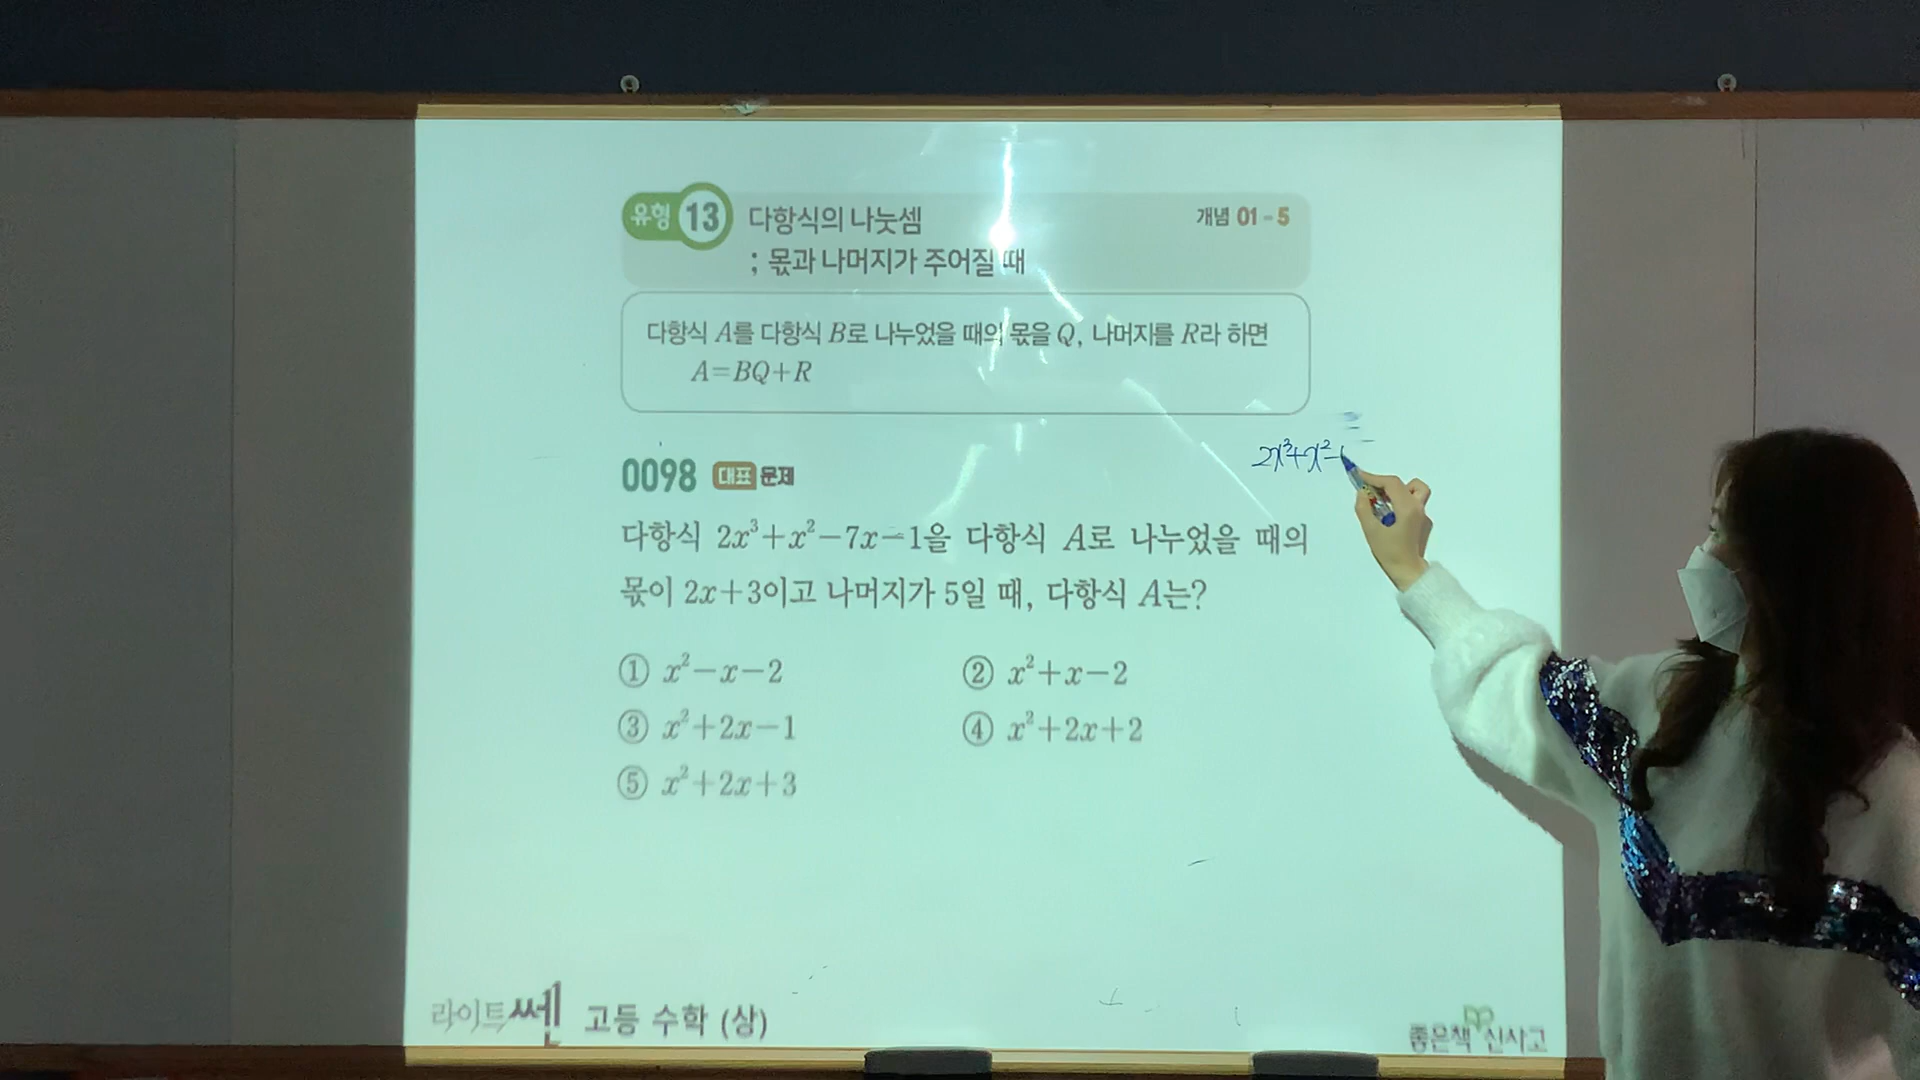 유형 13 다항식의 나눗셈 개념 01-5
; 몫과 나머지가 주어질 때
다항식 A를 다항식 B로 나누었을 때의 몫을 Q, 나머지를 R라 하면
A=BQ+R
2x³+x²-
0098 대표 문제
다항식 2x³+x²-7x-1을 다항식 A로 나누었을 때의
몫이 2x+3이고 나머지가 5일 때, 다항식 A는?
① x²-x-2 ② x²+x-2
③ x²+2x-1 ④ x²+2x+2
⑤ x²+2x+3
라이트쎈 고등 수학 (상) 좋은책 신사고